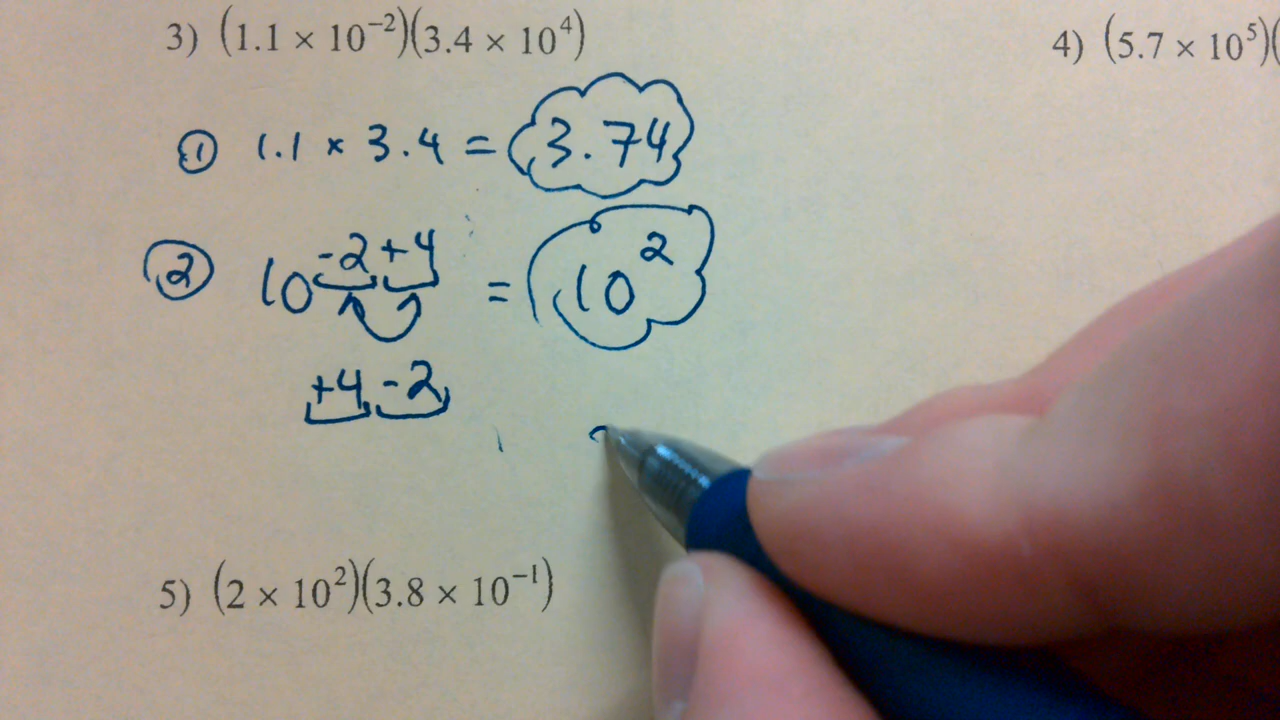 3) (1.1 × 10⁻²)(3.4 × 10⁴)
4) (5.7 × 10⁵)(
① 1.1 × 3.4 = 3.74
② 10⁻²⁺⁴ = 10²
+4 -2
5) (2 × 10²)(3.8 × 10⁻¹)